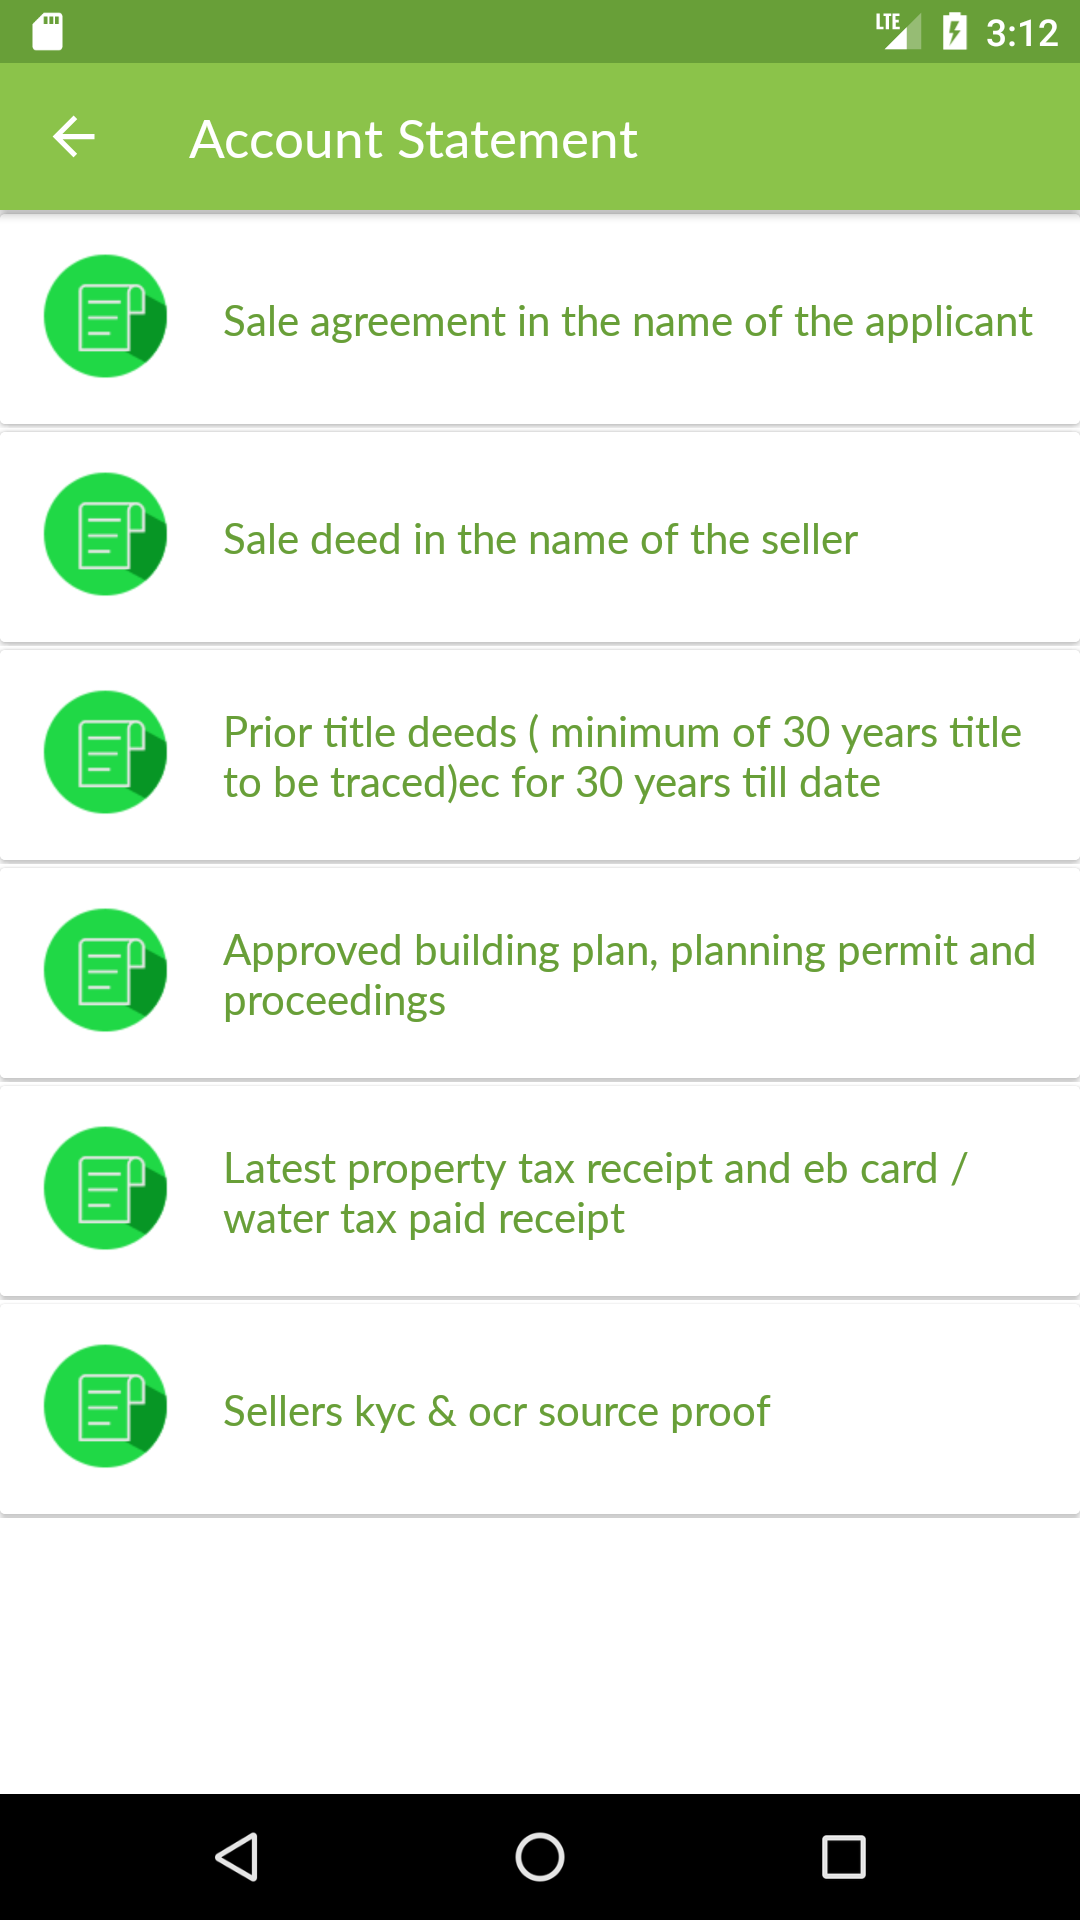 LTE 3:12
Account Statement
Sale agreement in the name of the applicant
Sale deed in the name of the seller
Prior title deeds ( minimum of 30 years title
to be traced)ec for 30 years till date
Approved building plan, planning permit and
proceedings
Latest property tax receipt and eb card /
water tax paid receipt
Sellers kyc & ocr source proof